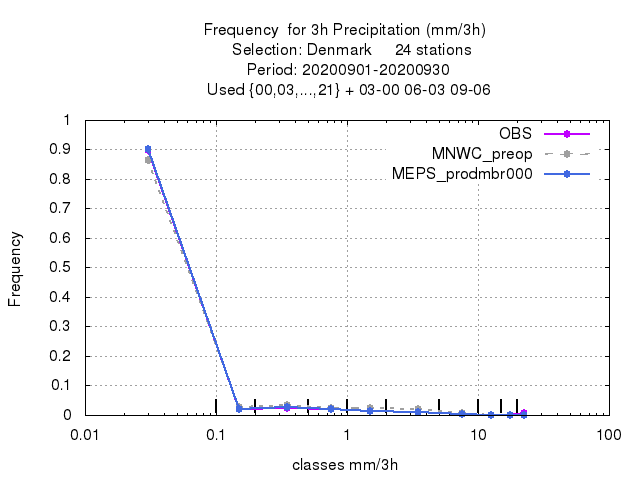 Frequency  for 3h Precipitation (mm/3h)
Selection: Denmark     24 stations
Period: 20200901-20200930
Used {00,03,...,21} + 03-00 06-03 09-06
OBS
MNWC_preop
MEPS_prodmbr000
1
0.9
0.8
0.7
0.6
0.5
0.4
0.3
0.2
0.1
0
Frequency
0.01
0.1
1
10
100
classes mm/3h